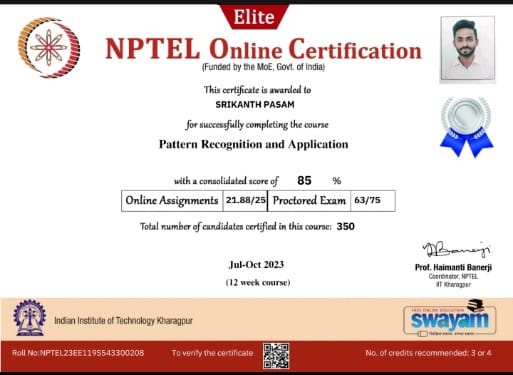 Elite
NPTEL Online Certification
(Funded by the MoE, Govt. of India)
This certificate is awarded to
SRIKANTH PASAM
for successfully completing the course
Pattern Recognition and Application
with a consolidated score of 85 %
Online Assignments 21.88/25 Proctored Exam 63/75
Total number of candidates certified in this course: 350
Jul-Oct 2023
(12 week course)
Prof. Haimanti Banerji
Coordinator, NPTEL
IIT Kharagpur
Indian Institute of Technology Kharagpur
FREE ONLINE EDUCATION
swayam
Roll No:NPTEL23EE1195543300208 To verify the certificate No. of credits recommended: 3 or 4